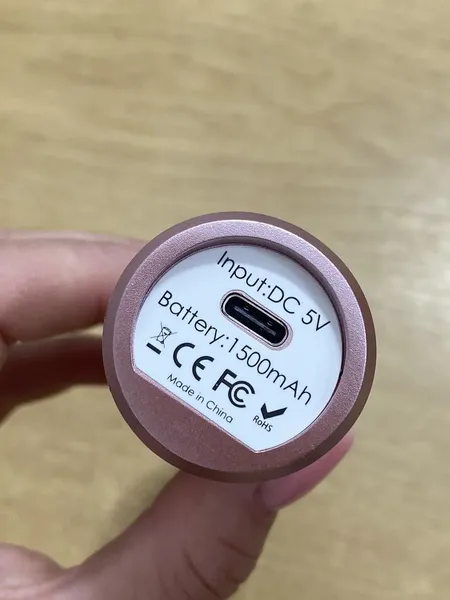 Input:DC 5V
Battery:1500mAh
CE FC RoHS
Made in China